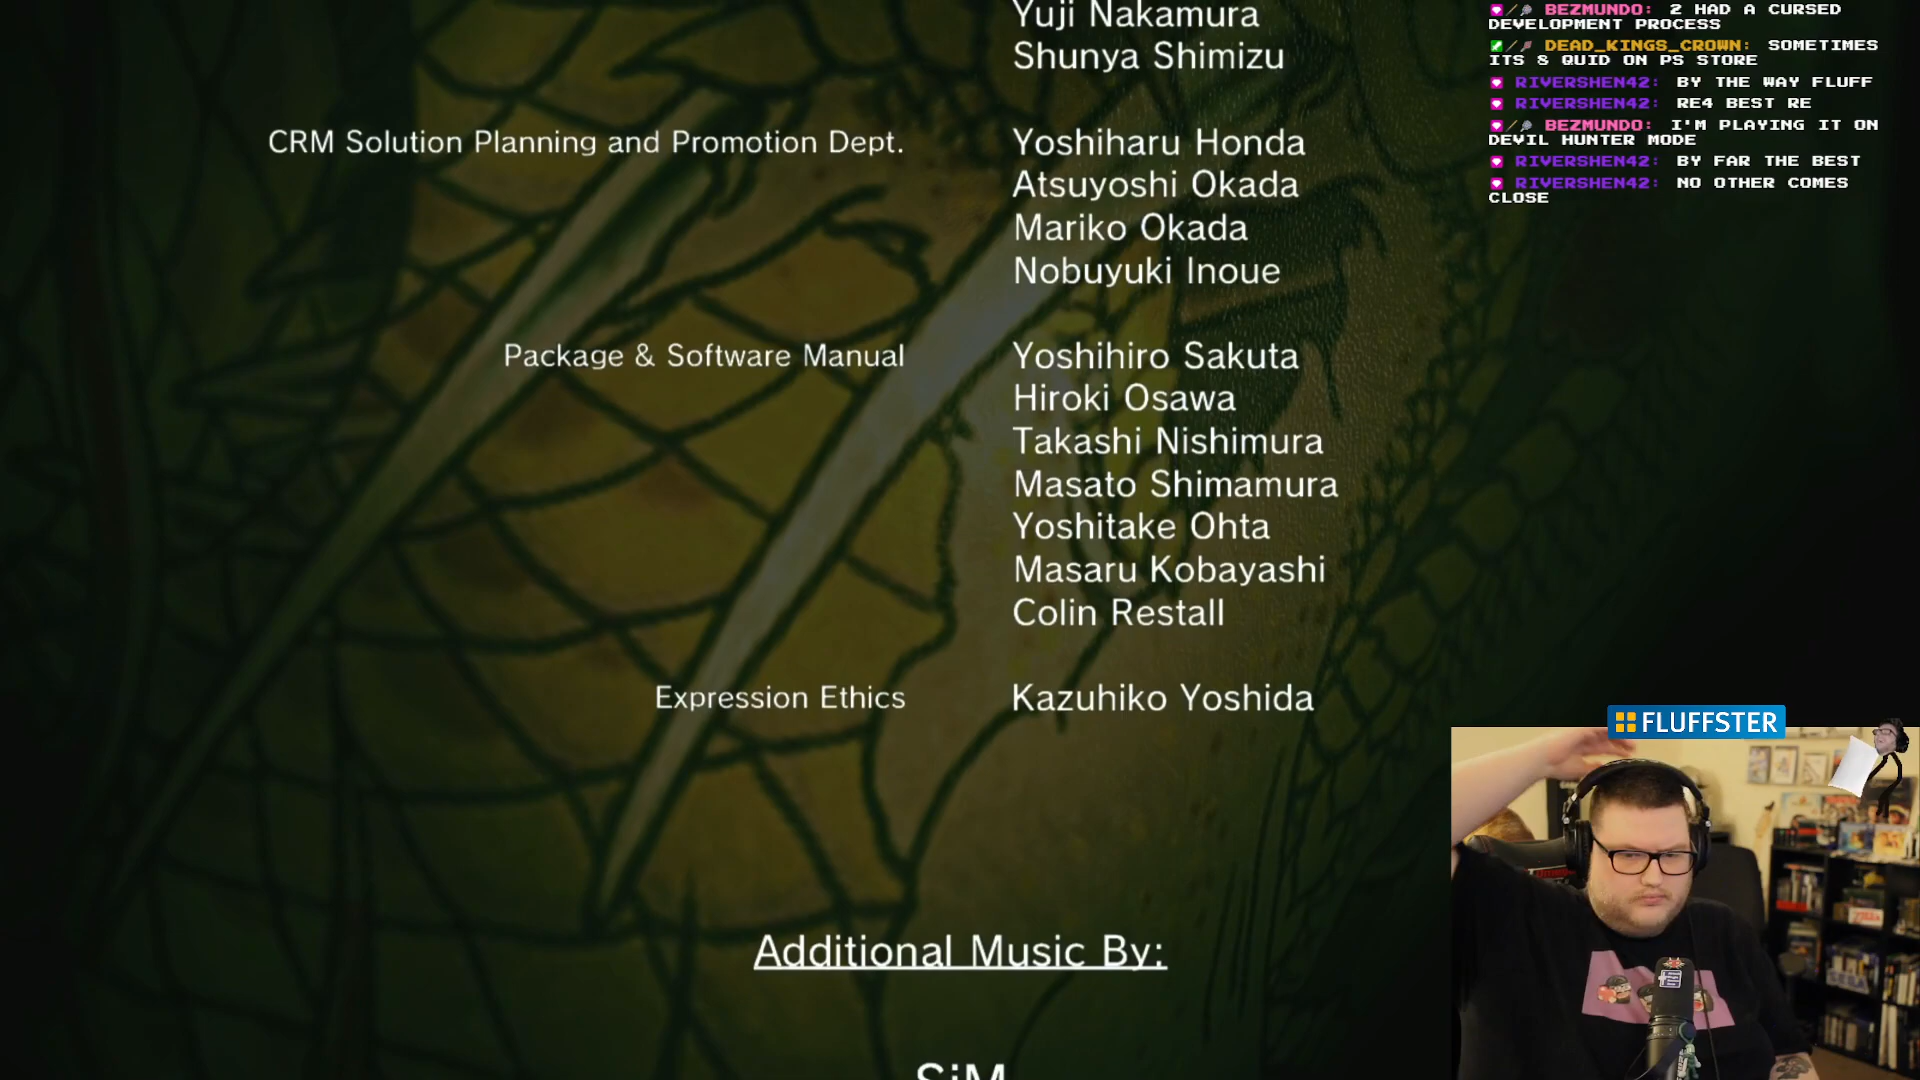 Yuji Nakamura
Shunya Shimizu
CRM Solution Planning and Promotion Dept.
Yoshiharu Honda
Atsuyoshi Okada
Mariko Okada
Nobuyuki Inoue
Package & Software Manual
Yoshihiro Sakuta
Hiroki Osawa
Takashi Nishimura
Masato Shimamura
Yoshitake Ohta
Masaru Kobayashi
Colin Restall
Expression Ethics
Kazuhiko Yoshida
Additional Music By:
SiM
BEZMUNDO: 2 HAD A CURSED
DEVELOPMENT PROCESS
DEAD_KINGS_CROWN: SOMETIMES
ITS 8 QUID ON PS STORE
RIVERSHEN42: BY THE WAY FLUFF
RIVERSHEN42: RE4 BEST RE
BEZMUNDO: I'M PLAYING IT ON
DEVIL HUNTER MODE
RIVERSHEN42: BY FAR THE BEST
RIVERSHEN42: NO OTHER COMES
CLOSE
FLUFFSTER